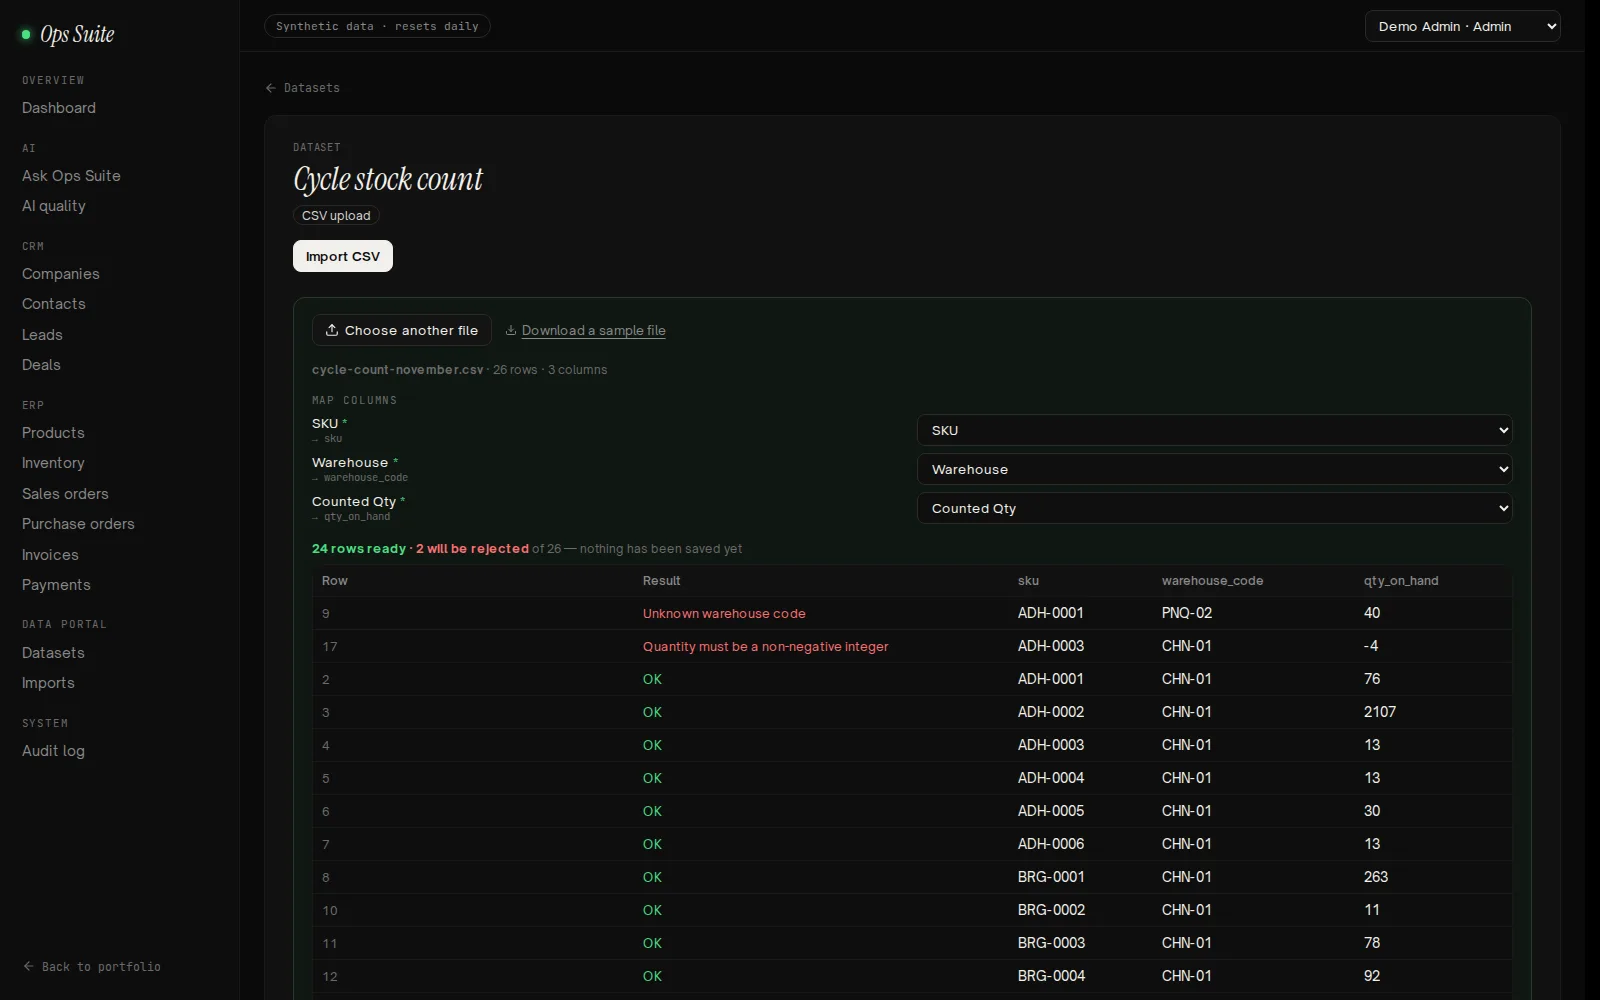 Ops Suite
OVERVIEW
Dashboard
AI
Ask Ops Suite
AI quality
CRM
Companies
Contacts
Leads
Deals
ERP
Products
Inventory
Sales orders
Purchase orders
Invoices
Payments
DATA PORTAL
Datasets
Imports
SYSTEM
Audit log
← Back to portfolio
Synthetic data · resets daily
Demo Admin · Admin
← Datasets
DATASET
Cycle stock count
CSV upload
Import CSV
Choose another file
Download a sample file
cycle-count-november.csv · 26 rows · 3 columns
MAP COLUMNS
SKU *
→ sku
SKU
Warehouse *
→ warehouse_code
Warehouse
Counted Qty *
→ qty_on_hand
Counted Qty
24 rows ready · 2 will be rejected of 26 — nothing has been saved yet
Row Result sku warehouse_code qty_on_hand
9 Unknown warehouse code ADH-0001 PNQ-02 40
17 Quantity must be a non-negative integer ADH-0003 CHN-01 -4
2 OK ADH-0001 CHN-01 76
3 OK ADH-0002 CHN-01 2107
4 OK ADH-0003 CHN-01 13
5 OK ADH-0004 CHN-01 13
6 OK ADH-0005 CHN-01 30
7 OK ADH-0006 CHN-01 13
8 OK BRG-0001 CHN-01 263
10 OK BRG-0002 CHN-01 11
11 OK BRG-0003 CHN-01 78
12 OK BRG-0004 CHN-01 92